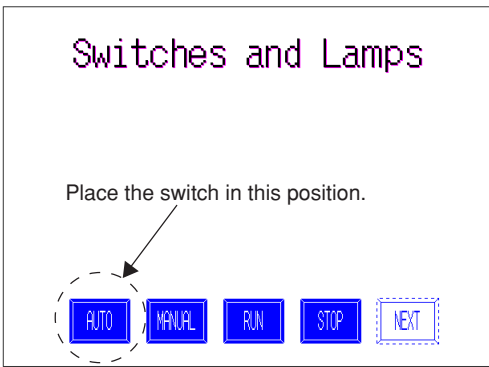 Switches and Lamps
Place the switch in this position.
AUTO MANUAL RUN STOP NEXT